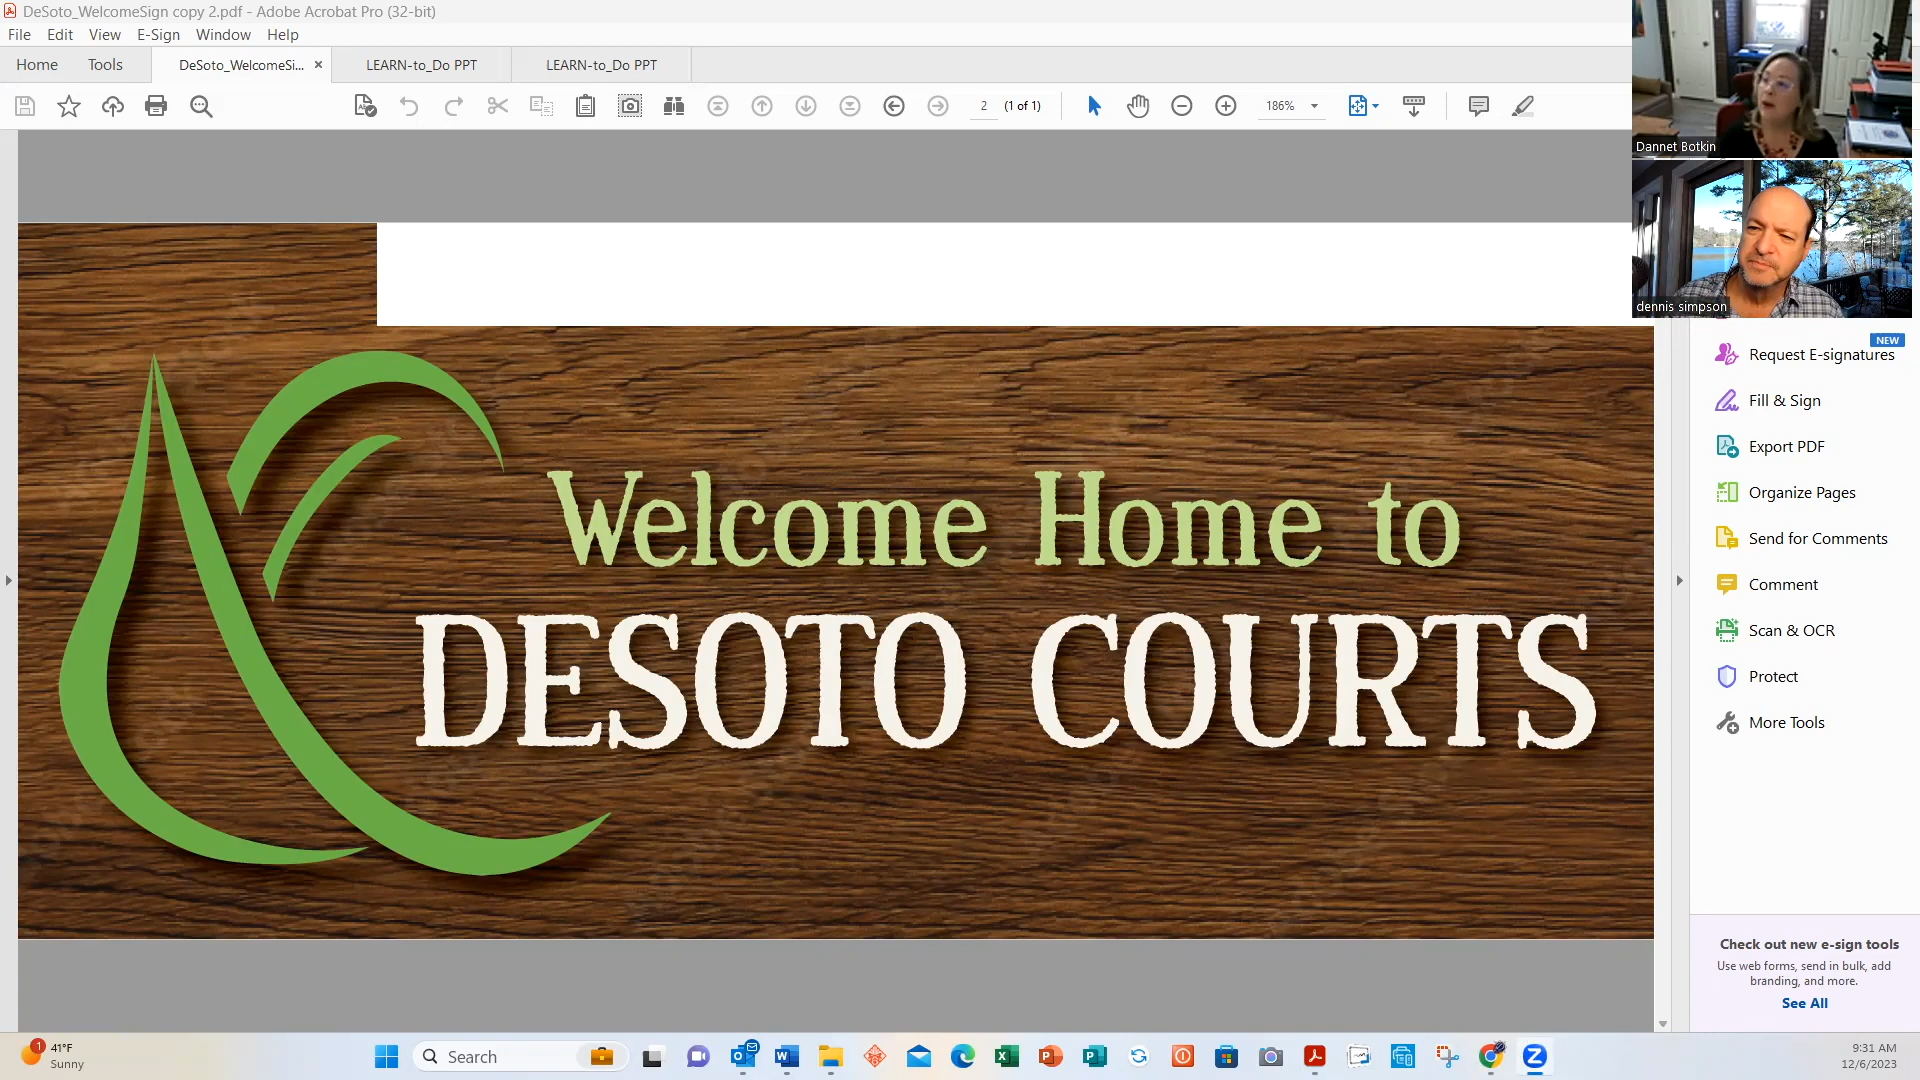 DeSoto_WelcomeSign copy 2.pdf - Adobe Acrobat Pro (32-bit)
File Edit View E-Sign Window Help
Home Tools DeSoto_WelcomeSi... × LEARN-to_Do PPT LEARN-to_Do PPT
2 (1 of 1) 186%
Dannet Botkin
dennis simpson
Welcome Home to
DESOTO COURTS
NEW
Request E-signatures
Fill & Sign
Export PDF
Organize Pages
Send for Comments
Comment
Scan & OCR
Protect
More Tools
Check out new e-sign tools
Use web forms, send in bulk, add
branding, and more.
See All
1
41°F
Sunny
Search
9:31 AM
12/6/2023